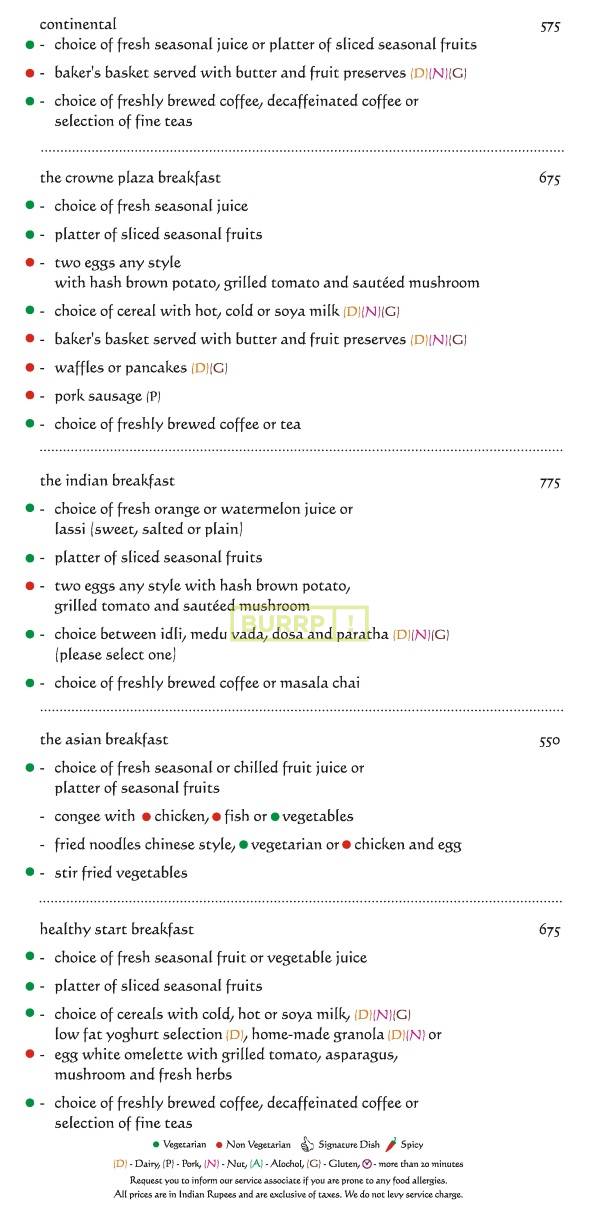 continental 575
- choice of fresh seasonal juice or platter of sliced seasonal fruits
- baker's basket served with butter and fruit preserves (D)(N)(G)
- choice of freshly brewed coffee, decaffeinated coffee or
selection of fine teas
the crowne plaza breakfast 675
- choice of fresh seasonal juice
- platter of sliced seasonal fruits
- two eggs any style
with hash brown potato, grilled tomato and sautéed mushroom
- choice of cereal with hot, cold or soya milk (D)(N)(G)
- baker's basket served with butter and fruit preserves (D)(N)(G)
- waffles or pancakes (D)(G)
- pork sausage (P)
- choice of freshly brewed coffee or tea
the indian breakfast 775
- choice of fresh orange or watermelon juice or
lassi (sweet, salted or plain)
- platter of sliced seasonal fruits
- two eggs any style with hash brown potato,
grilled tomato and sautéed mushroom
BURRP!
- choice between idli, medu vada, dosa and paratha (D)(N)(G)
(please select one)
- choice of freshly brewed coffee or masala chai
the asian breakfast 550
- choice of fresh seasonal or chilled fruit juice or
platter of seasonal fruits
- congee with chicken, fish or vegetables
- fried noodles chinese style, vegetarian or chicken and egg
- stir fried vegetables
healthy start breakfast 675
- choice of fresh seasonal fruit or vegetable juice
- platter of sliced seasonal fruits
- choice of cereals with cold, hot or soya milk, (D)(N)(G)
low fat yoghurt selection (D), home-made granola (D)(N) or
- egg white omelette with grilled tomato, asparagus,
mushroom and fresh herbs
- choice of freshly brewed coffee, decaffeinated coffee or
selection of fine teas
Vegetarian Non Vegetarian Signature Dish Spicy
(D) - Dairy, (P) - Pork, (N) - Nut, (A) - Alochol, (G) - Gluten, - more than 20 minutes
Request you to inform our service associate if you are prone to any food allergies.
All prices are in Indian Rupees and are exclusive of taxes. We do not levy service charge.